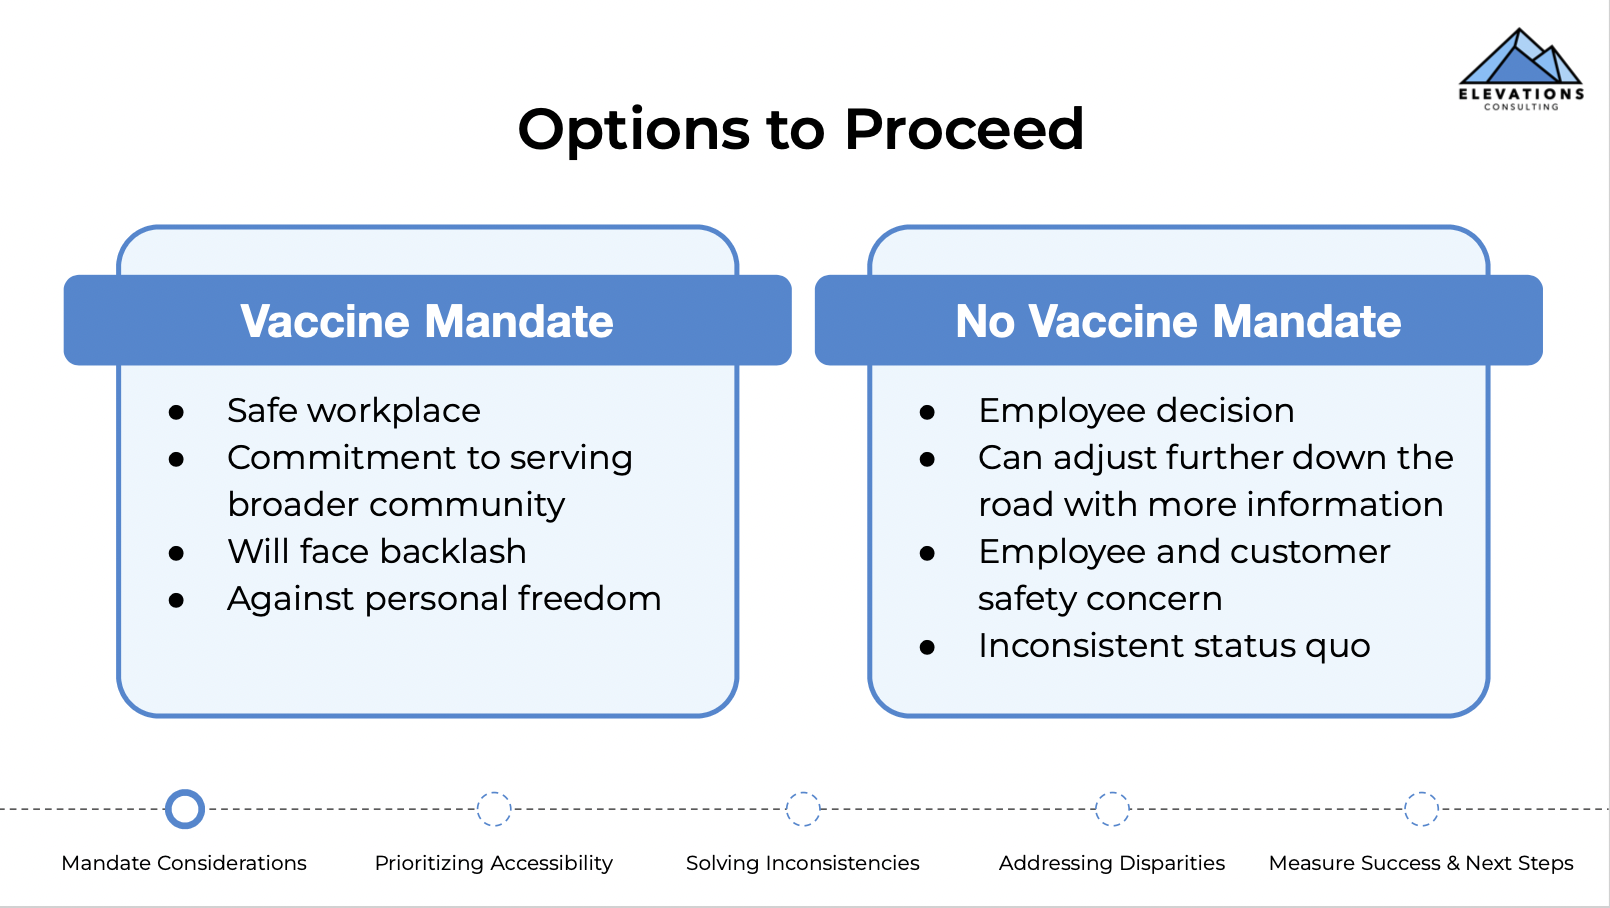 ELEVATIONS
CONSULTING
Options to Proceed
Vaccine Mandate
● Safe workplace
● Commitment to serving
broader community
● Will face backlash
● Against personal freedom
No Vaccine Mandate
● Employee decision
● Can adjust further down the
road with more information
● Employee and customer
safety concern
● Inconsistent status quo
Mandate Considerations
Prioritizing Accessibility
Solving Inconsistencies
Addressing Disparities
Measure Success & Next Steps